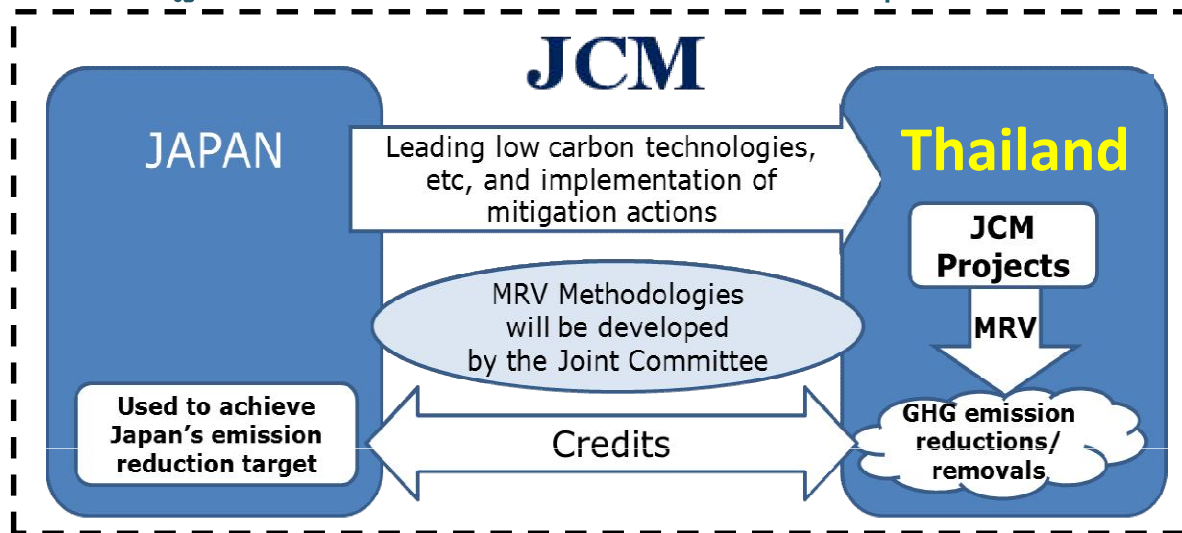 JCM
JAPAN
Leading low carbon technologies,
etc, and implementation of
mitigation actions
Thailand
JCM
Projects
MRV
MRV Methodologies
will be developed
by the Joint Committee
Used to achieve
Japan's emission
reduction target
Credits
GHG emission
reductions/
removals